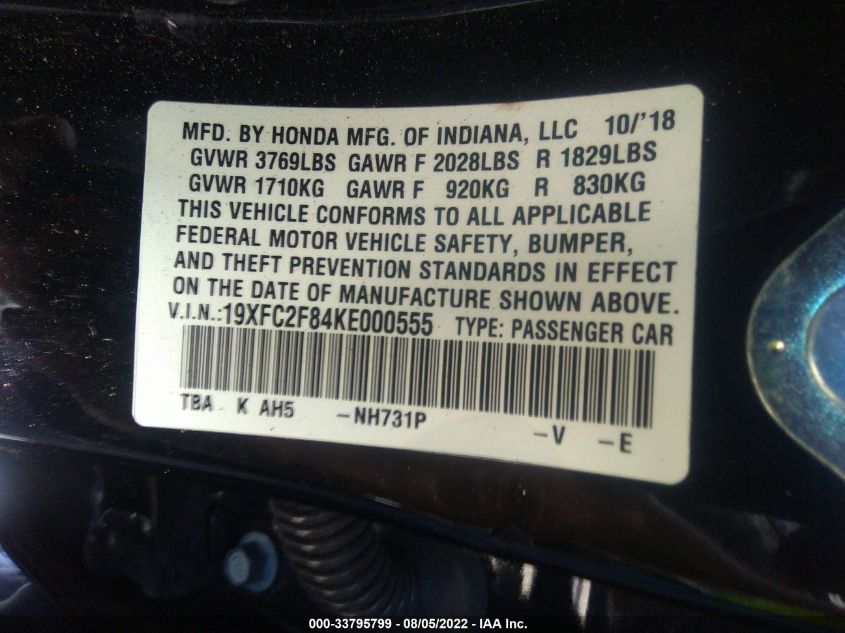 MFD. BY HONDA MFG. OF INDIANA, LLC 10/'18
GVWR 3769LBS GAWR F 2028LBS R 1829LBS
GVWR 1710KG GAWR F 920KG R 830KG
THIS VEHICLE CONFORMS TO ALL APPLICABLE
FEDERAL MOTOR VEHICLE SAFETY, BUMPER,
AND THEFT PREVENTION STANDARDS IN EFFECT
ON THE DATE OF MANUFACTURE SHOWN ABOVE.
V.I.N.:19XFC2F84KE000555 TYPE: PASSENGER CAR
TBA K AH5 -NH731P -V -E
000-33795799 - 08/05/2022 - IAA Inc.